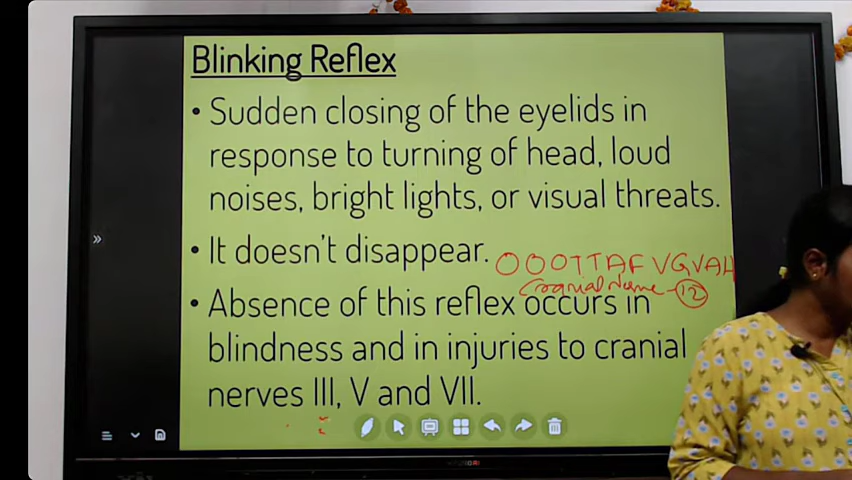 Blinking Reflex
• Sudden closing of the eyelids in
response to turning of head, loud
noises, bright lights, or visual threats.
• It doesn't disappear.
O O O T T A F V G V A H
Cranial Nerve - 12
• Absence of this reflex occurs in
blindness and in injuries to cranial
nerves III, V and VII.